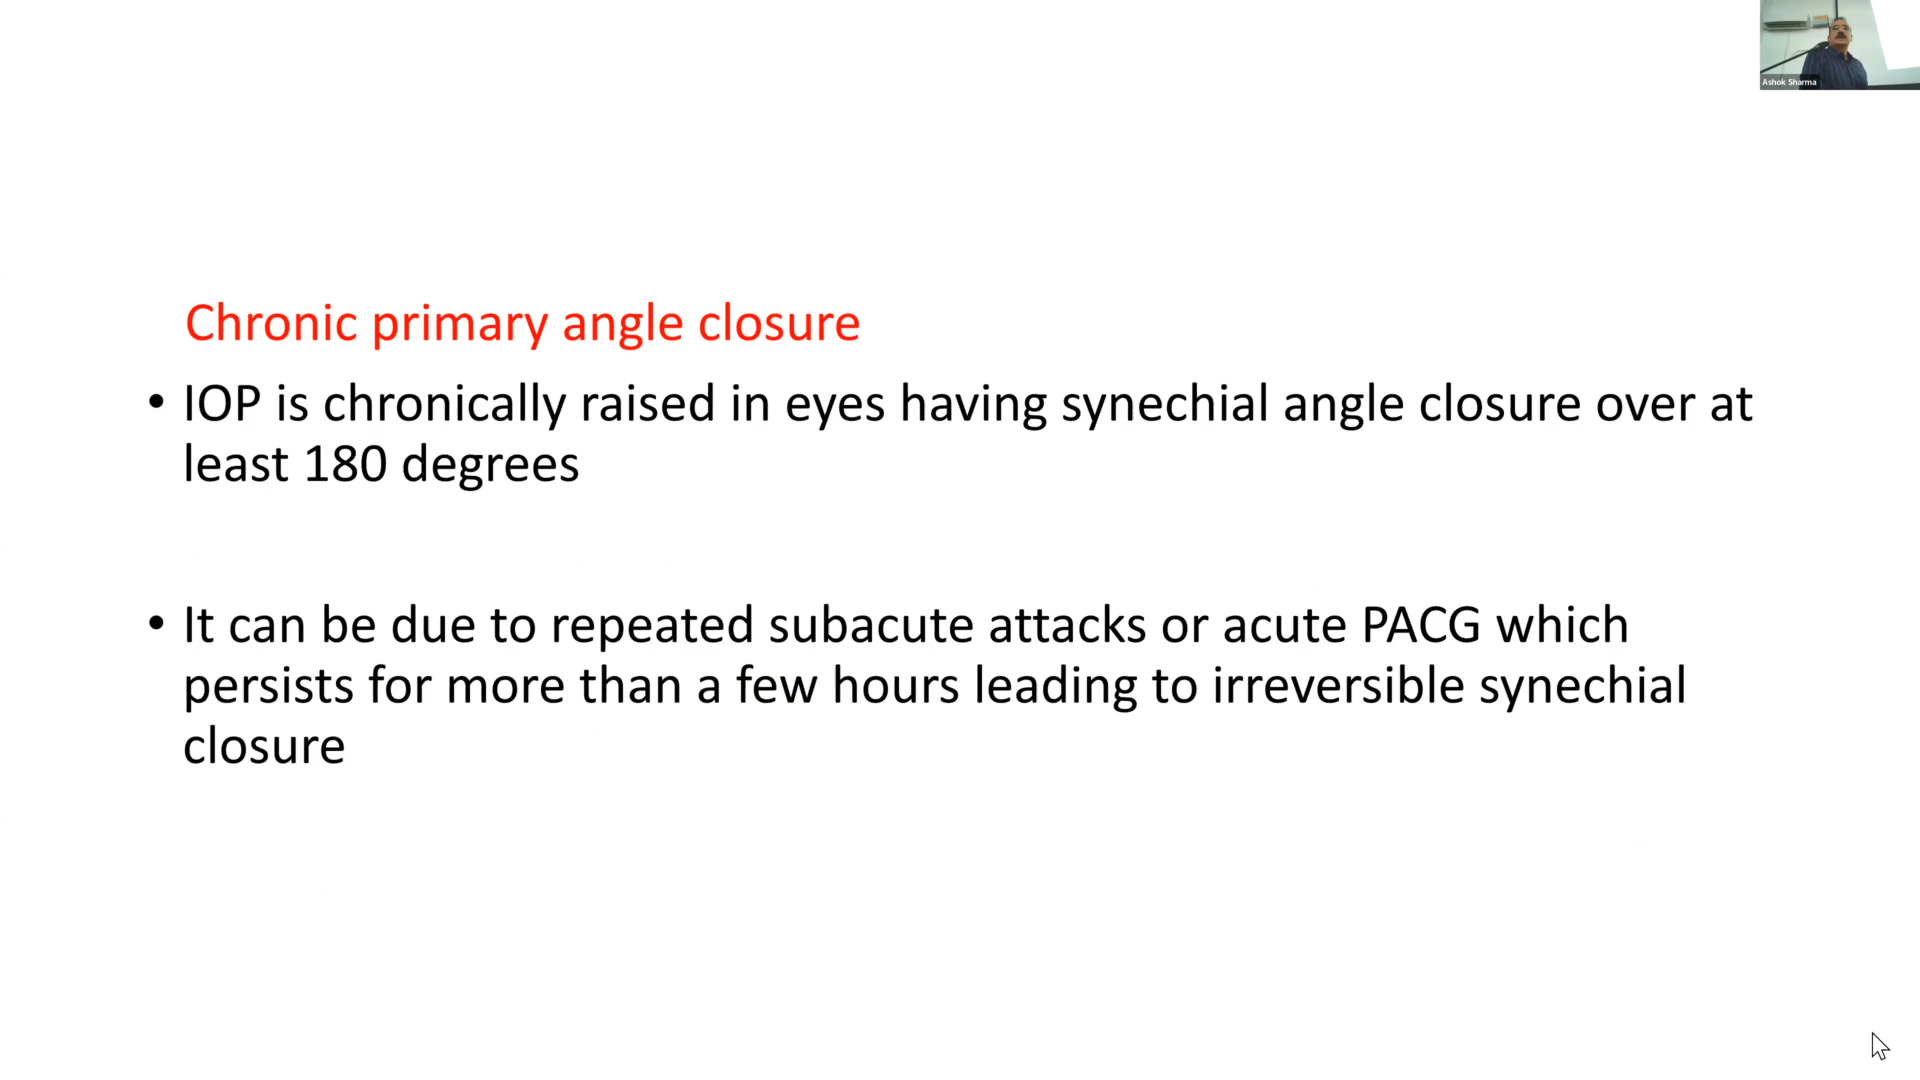 Ashok Sharma
Chronic primary angle closure
• IOP is chronically raised in eyes having synechial angle closure over at
least 180 degrees
• It can be due to repeated subacute attacks or acute PACG which
persists for more than a few hours leading to irreversible synechial
closure